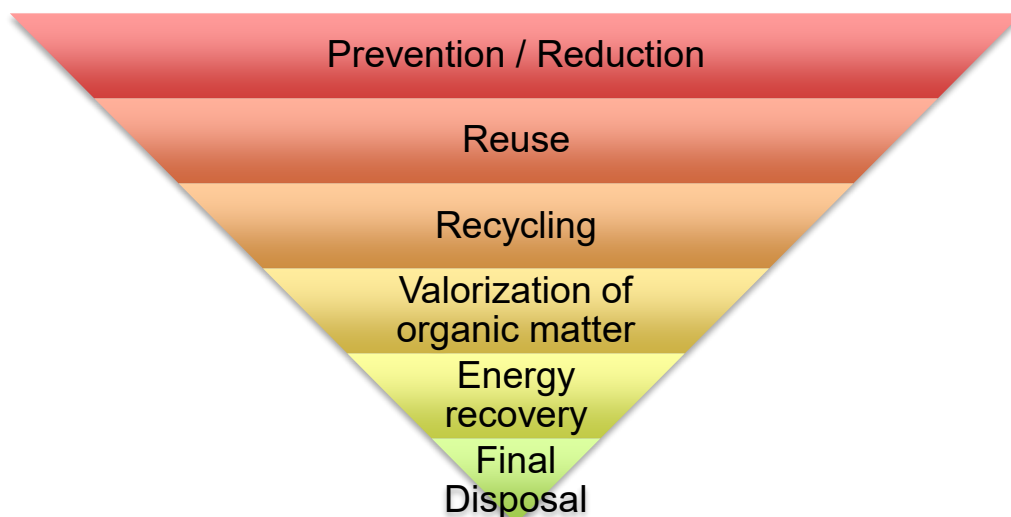 Prevention / Reduction
Reuse
Recycling
Valorization of
organic matter
Energy
recovery
Final
Disposal